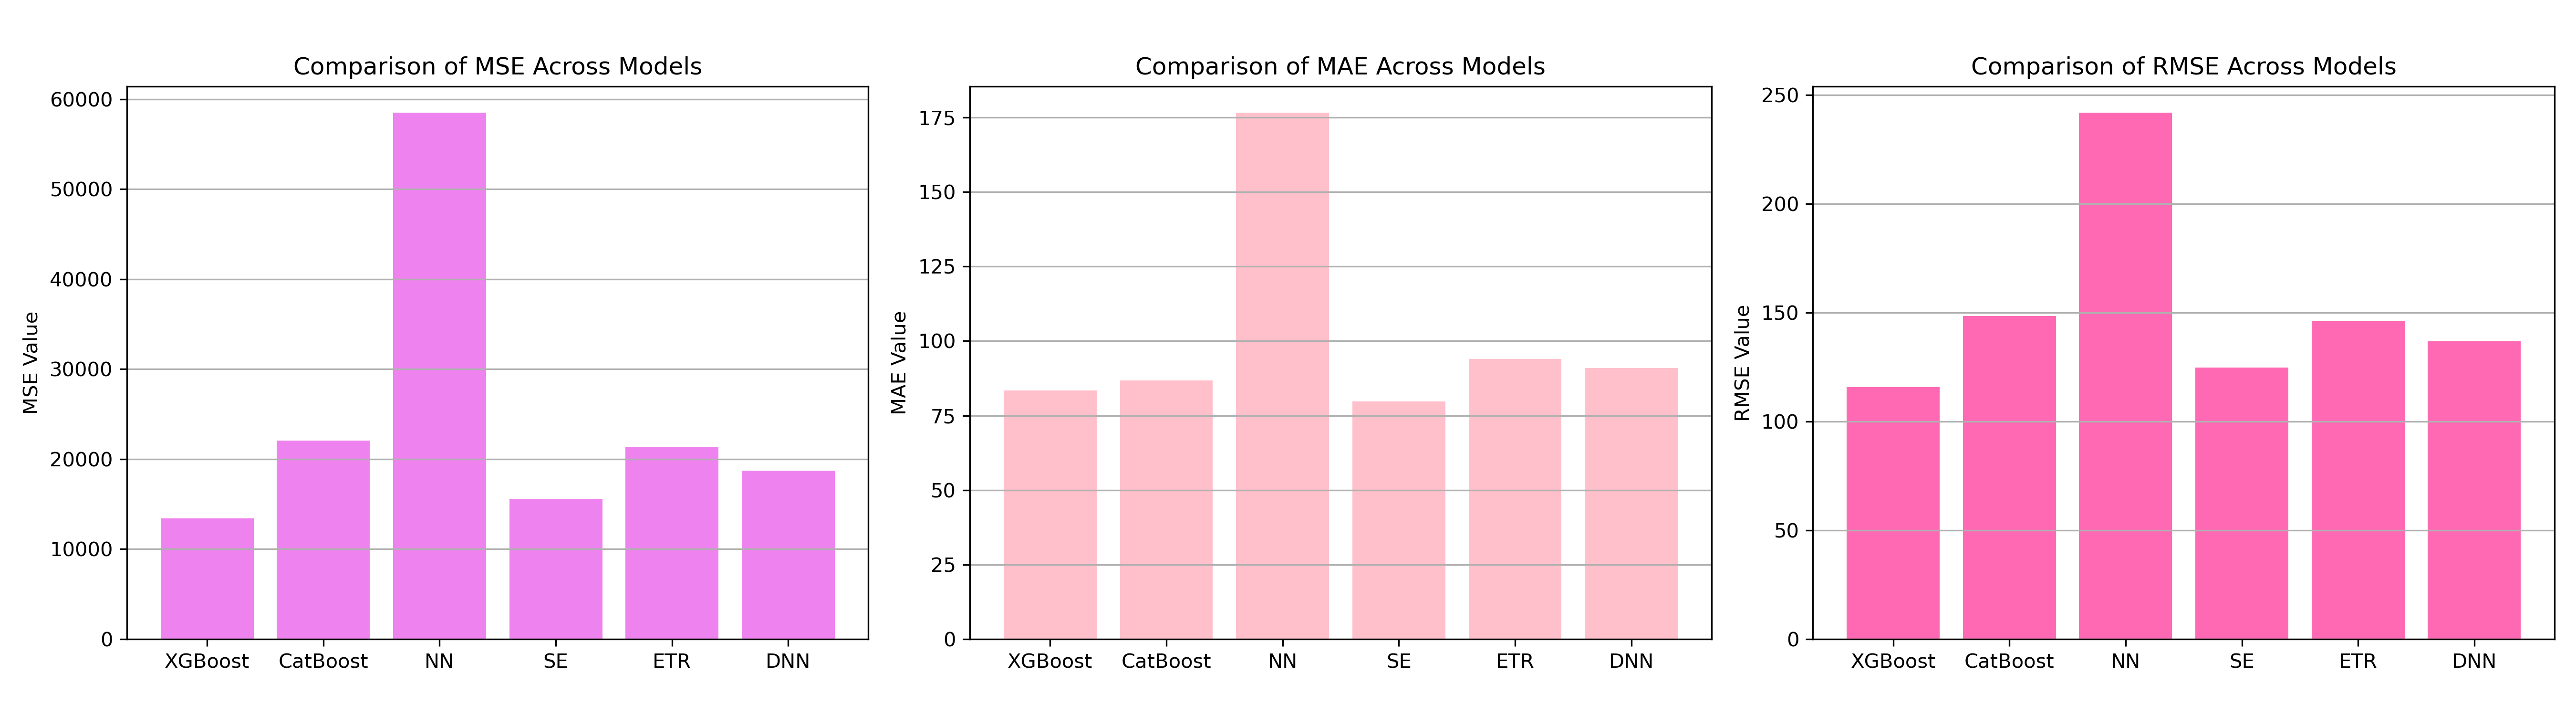 Comparison of MSE Across Models
MSE Value
60000
50000
40000
30000
20000
10000
0
XGBoost CatBoost NN SE ETR DNN
Comparison of MAE Across Models
MAE Value
175
150
125
100
75
50
25
0
XGBoost CatBoost NN SE ETR DNN
Comparison of RMSE Across Models
RMSE Value
250
200
150
100
50
0
XGBoost CatBoost NN SE ETR DNN